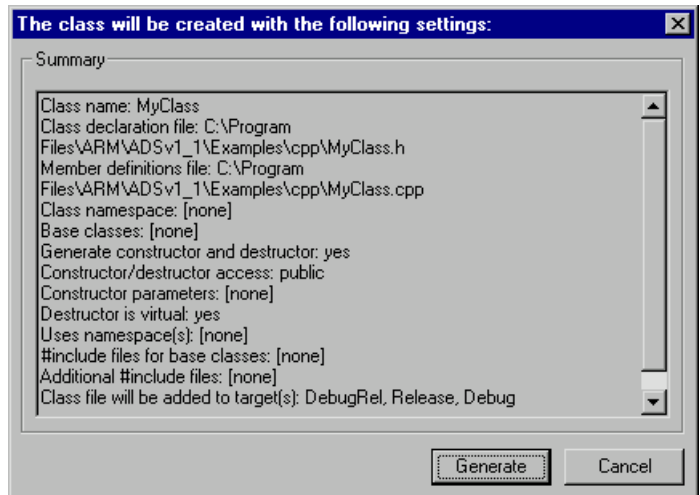 The class will be created with the following settings:
Summary
Class name: MyClass
Class declaration file: C:\Program
Files\ARM\ADSv1_1\Examples\cpp\MyClass.h
Member definitions file: C:\Program
Files\ARM\ADSv1_1\Examples\cpp\MyClass.cpp
Class namespace: [none]
Base classes: [none]
Generate constructor and destructor: yes
Constructor/destructor access: public
Constructor parameters: [none]
Destructor is virtual: yes
Uses namespace(s): [none]
#include files for base classes: [none]
Additional #include files: [none]
Class file will be added to target(s): DebugRel, Release, Debug
Generate
Cancel